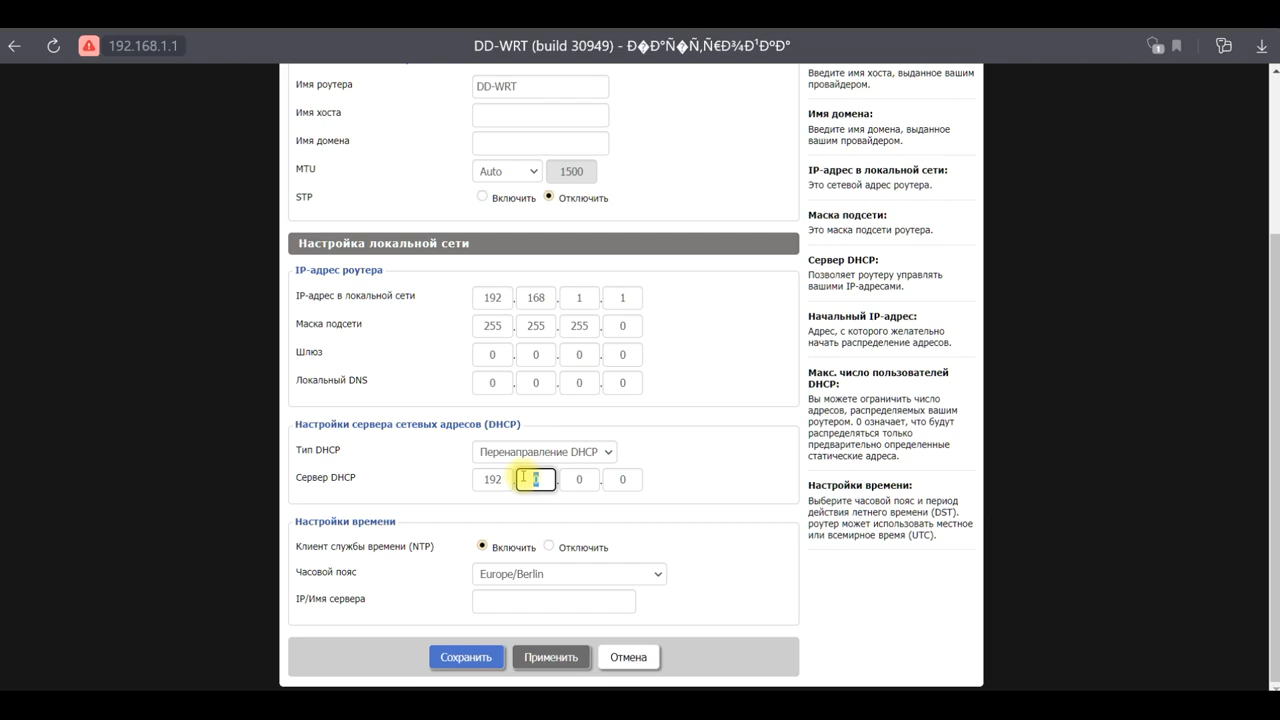 192.168.1.1
DD-WRT (build 30949) - Ð�Ð°Ñ�Ñ‚Ñ€Ð¾Ð¹ÐºÐ°
1
Имя роутера DD-WRT
Имя хоста
Имя домена
MTU Auto 1500
STP Включить Отключить
Настройка локальной сети
IP-адрес роутера
IP-адрес в локальной сети 192 . 168 . 1 . 1
Маска подсети 255 . 255 . 255 . 0
Шлюз 0 . 0 . 0 . 0
Локальный DNS 0 . 0 . 0 . 0
Настройки сервера сетевых адресов (DHCP)
Тип DHCP Перенаправление DHCP
Сервер DHCP 192 . 0 . 0 . 0
Настройки времени
Клиент службы времени (NTP) Включить Отключить
Часовой пояс Europe/Berlin
IP/Имя сервера
Сохранить Применить Отмена
Введите имя хоста, выданное вашим
провайдером.
Имя домена:
Введите имя домена, выданное
вашим провайдером.
IP-адрес в локальной сети:
Это сетевой адрес роутера.
Маска подсети:
Это маска подсети роутера.
Сервер DHCP:
Позволяет роутеру управлять
вашими IP-адресами.
Начальный IP-адрес:
Адрес, с которого желательно
начать распределение адресов.
Макс. число пользователей
DHCP:
Вы можете ограничить число
адресов, распределяемых вашим
роутером. 0 означает, что будут
распределяться только
предварительно определенные
статические адреса.
Настройки времени:
Выберите часовой пояс и период
действия летнего времени (DST).
роутер может использовать местное
или всемирное время (UTC).